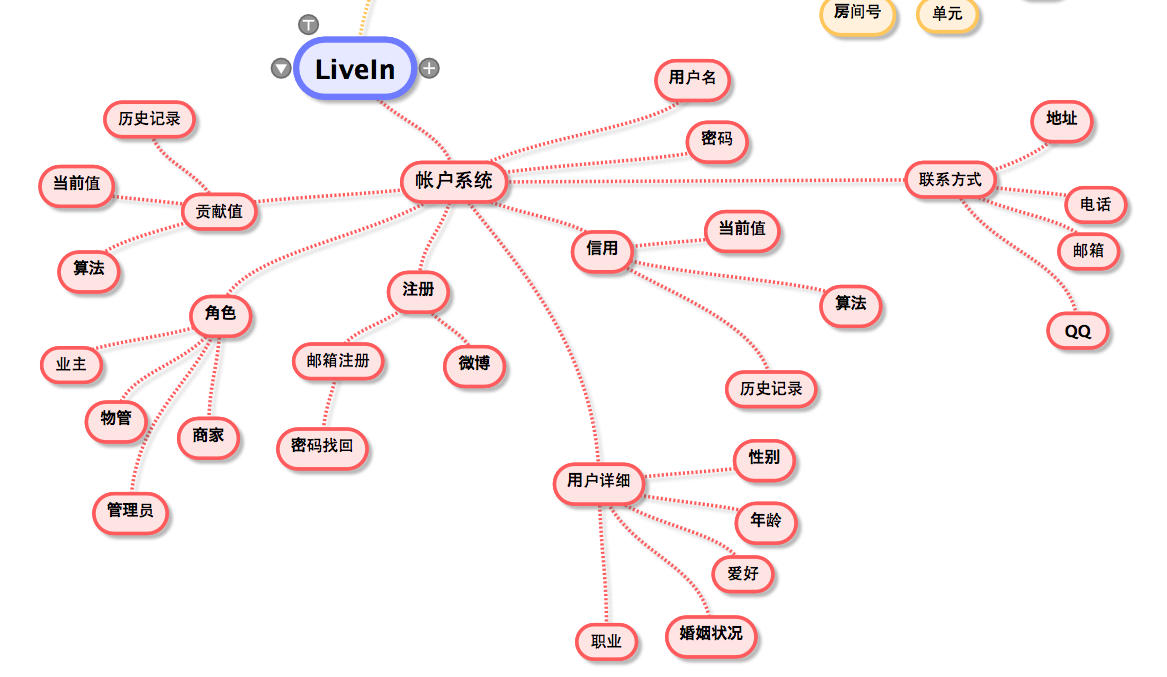 房间号
单元
T
LiveIn
用户名
历史记录
地址
密码
当前值
帐户系统
联系方式
贡献值
电话
当前值
信用
邮箱
算法
注册
算法
角色
QQ
业主
邮箱注册
微博
历史记录
物管
商家
密码找回
性别
用户详细
管理员
年龄
爱好
职业
婚姻状况